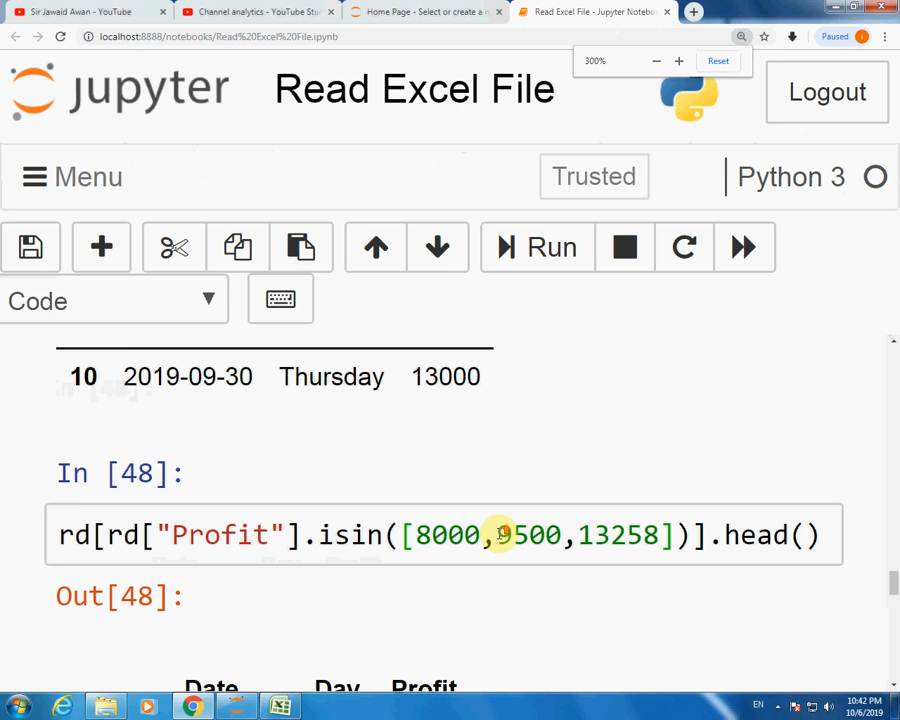 Sir Jawaid Awan - YouTube
Channel analytics - YouTube Stu
Home Page - Select or create a n
Read Excel File - Jupyter Notebo
localhost:8888/notebooks/Read%20Excel%20File.ipynb
Paused
i
300%
Reset
jupyter
Read Excel File
Logout
Menu
Trusted
Python 3
Run
Code
10 2019-09-30 Thursday 13000
In [48]:
rd[rd["Profit"].isin([8000,9500,13258])].head()
Out[48]:
Date Day Profit
EN
10:42 PM
10/6/2019